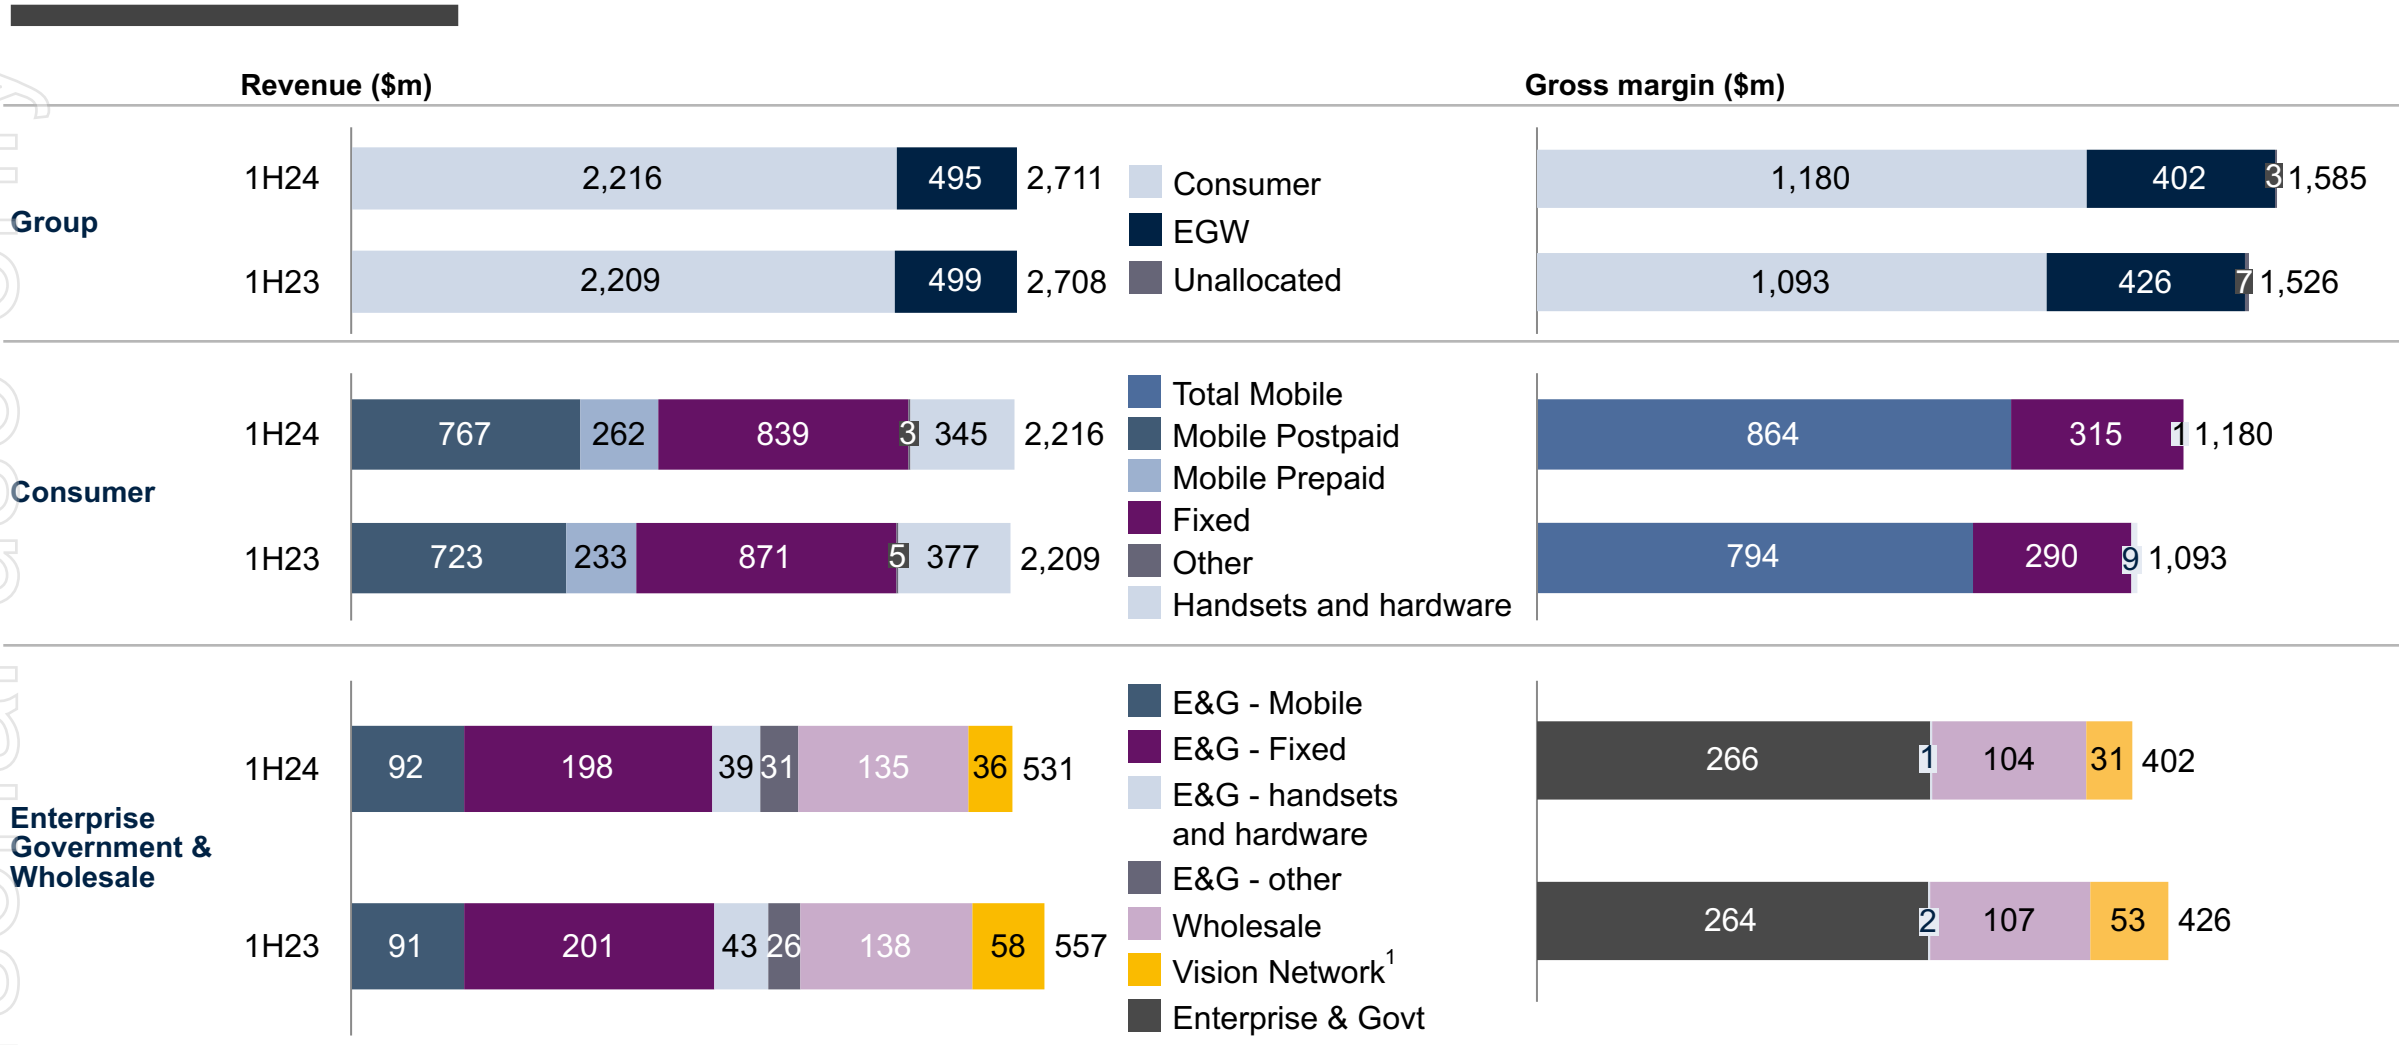 Revenue ($m)
Gross margin ($m)
Group
1H24
2,216
495
2,711
1H23
2,209
499
2,708
Consumer
EGW
Unallocated
1,180
402
3
1,585
1,093
426
7
1,526
Consumer
1H24
767
262
839
3
345
2,216
1H23
723
233
871
5
377
2,209
Total Mobile
Mobile Postpaid
Mobile Prepaid
Fixed
Other
Handsets and hardware
864
315
1
1,180
794
290
9
1,093
Enterprise
Government &
Wholesale
1H24
92
198
39
31
135
36
531
1H23
91
201
43
26
138
58
557
E&G - Mobile
E&G - Fixed
E&G - handsets
and hardware
E&G - other
Wholesale
Vision Network1
Enterprise & Govt
266
1
104
31
402
264
2
107
53
426